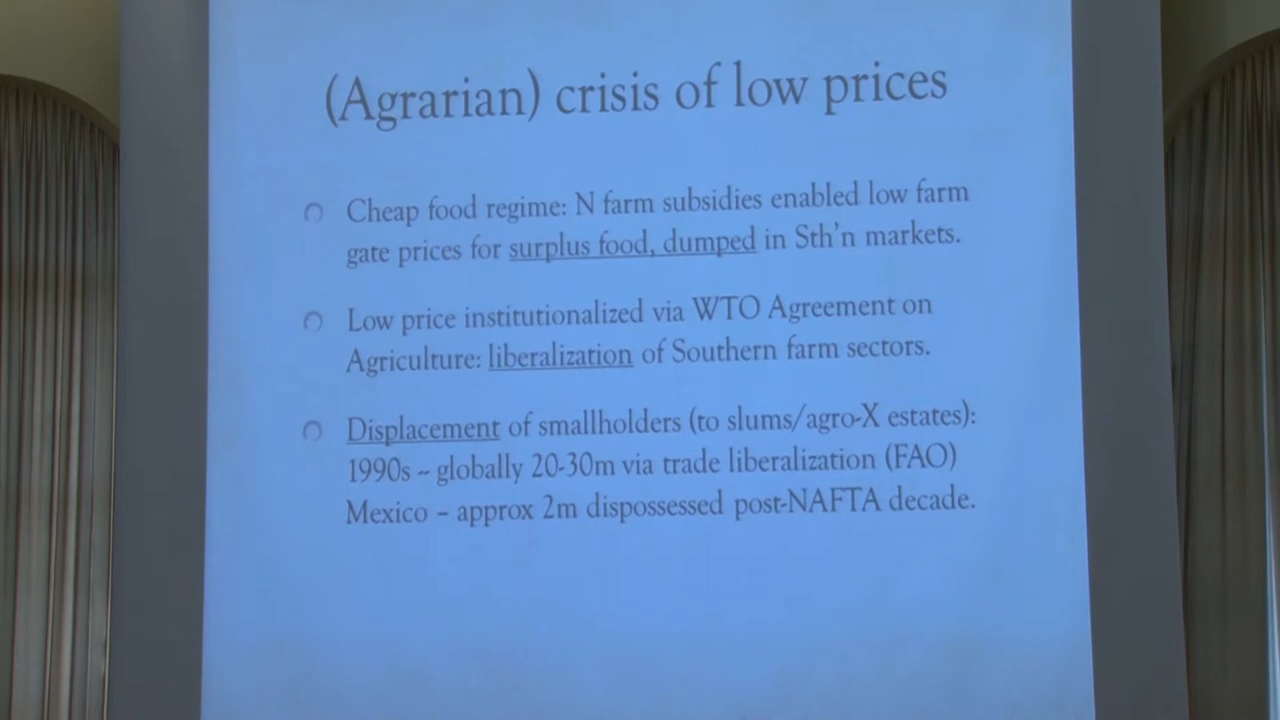 (Agrarian) crisis of low prices
Cheap food regime: N farm subsidies enabled low farm
gate prices for surplus food, dumped in Sth'n markets.
Low price institutionalized via WTO Agreement on
Agriculture: liberalization of Southern farm sectors.
Displacement of smallholders (to slums/agro-X estates):
1990s ~ globally 20-30m via trade liberalization (FAO)
Mexico – approx 2m dispossessed post-NAFTA decade.